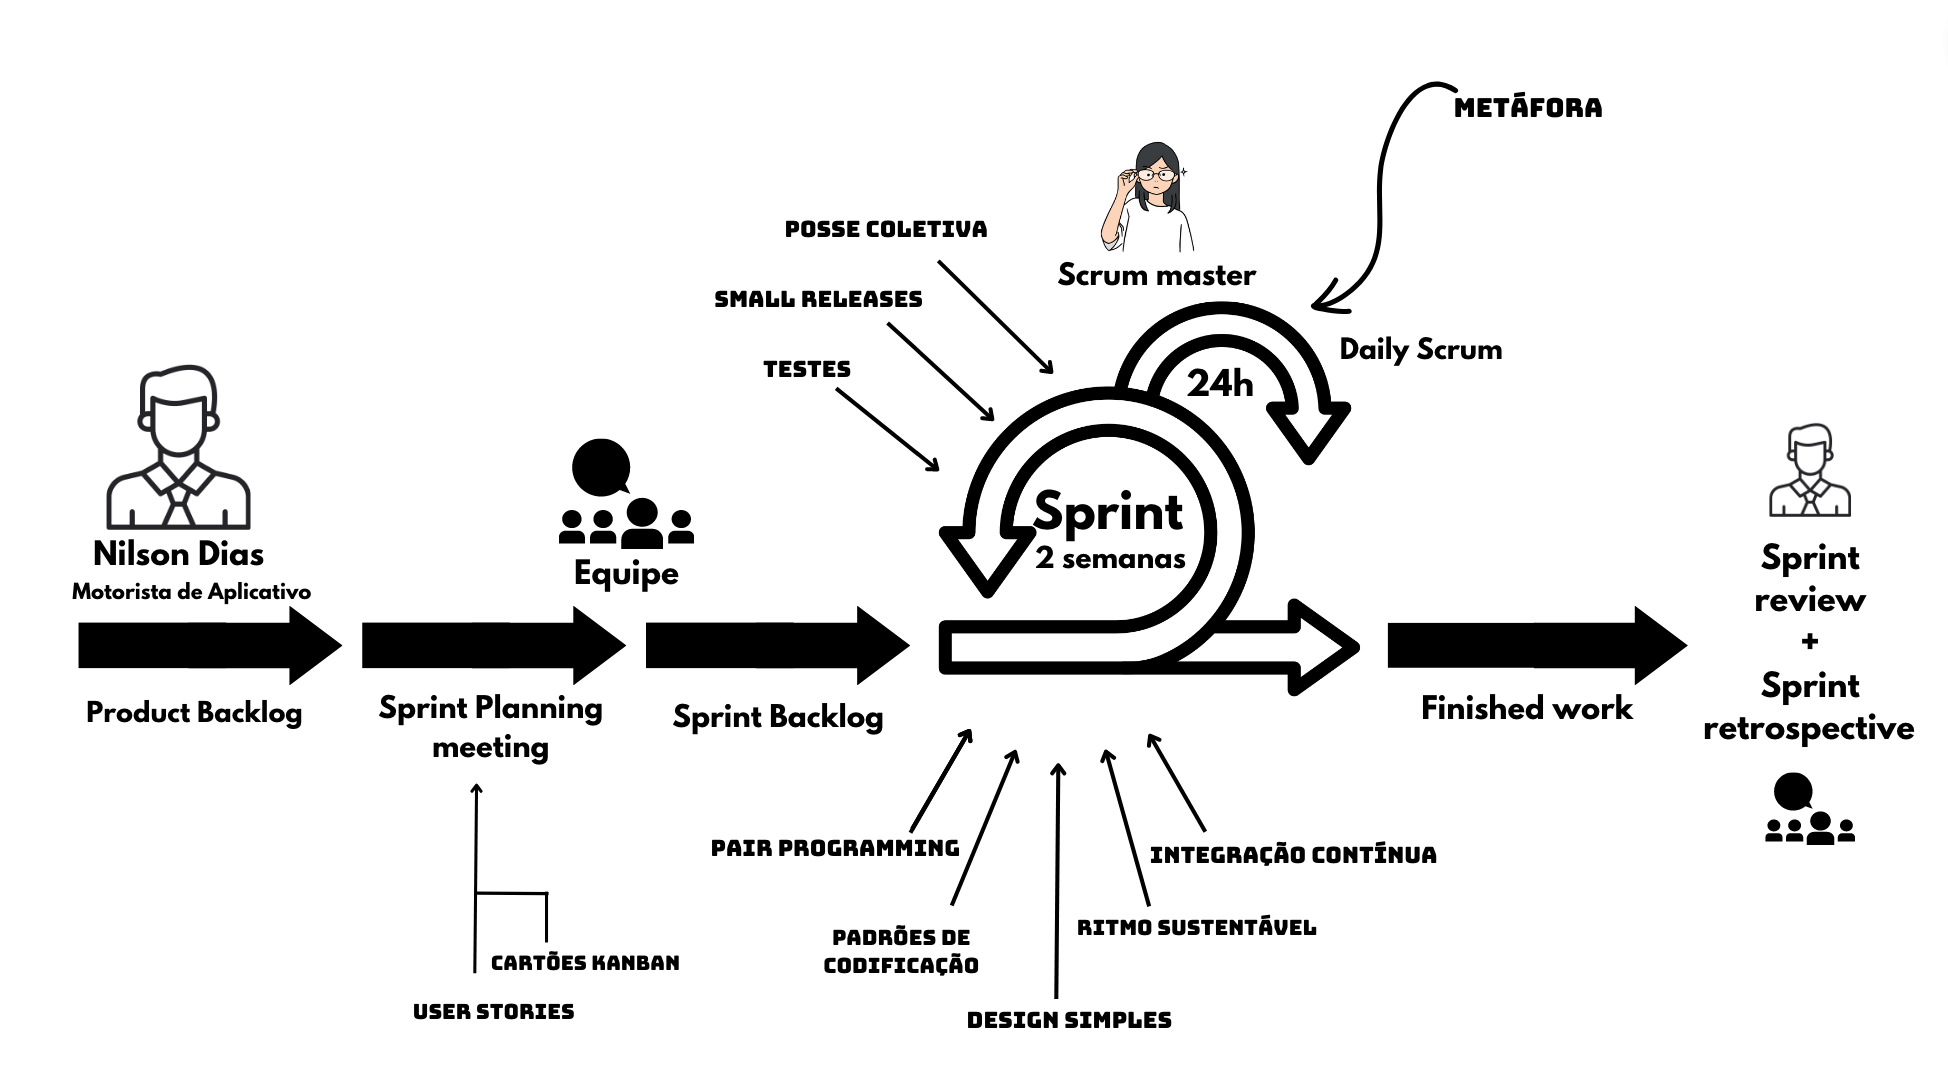 METÁFORA
POSSE COLETIVA
Scrum master
SMALL RELEASES
Daily Scrum
TESTES
24h
Sprint
2 semanas
Nilson Dias
Motorista de Aplicativo
Equipe
Product Backlog
Sprint Planning
meeting
Sprint Backlog
Finished work
Sprint
review
+
Sprint
retrospective
PAIR PROGRAMMING
INTEGRAÇÃO CONTÍNUA
PADRÕES DE
CODIFICAÇÃO
RITMO SUSTENTÁVEL
CARTÕES KANBAN
USER STORIES
DESIGN SIMPLES